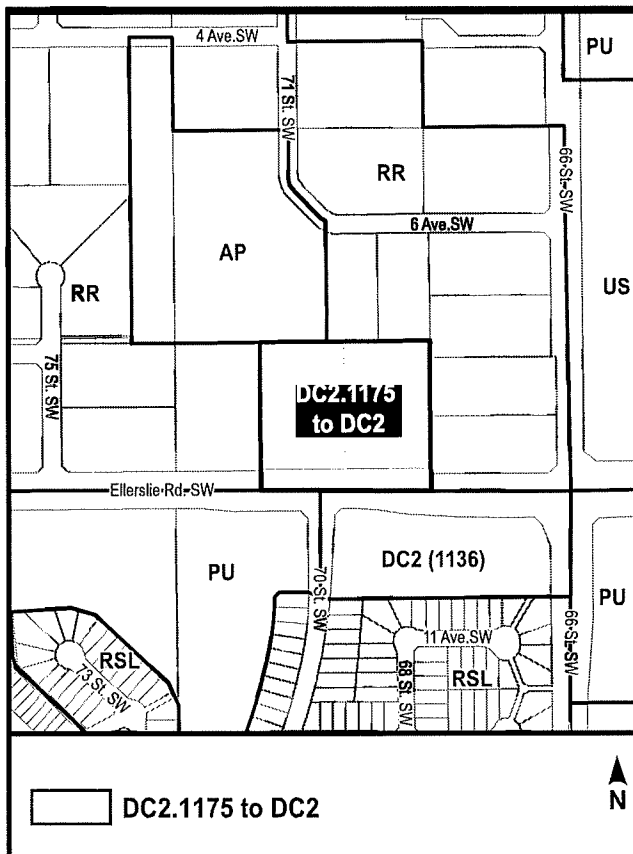 4 Ave.SW
PU
71 St. SW
RR
66 St. SW
6 Ave.SW
AP
RR
US
75 St. SW
DC2.1175
to DC2
Ellerslie Rd. SW
PU
70 St. SW
DC2 (1136)
PU
66 St. SW
11 Ave.SW
RSL
73 St. SW
68 St. SW
RSL
DC2.1175 to DC2
N